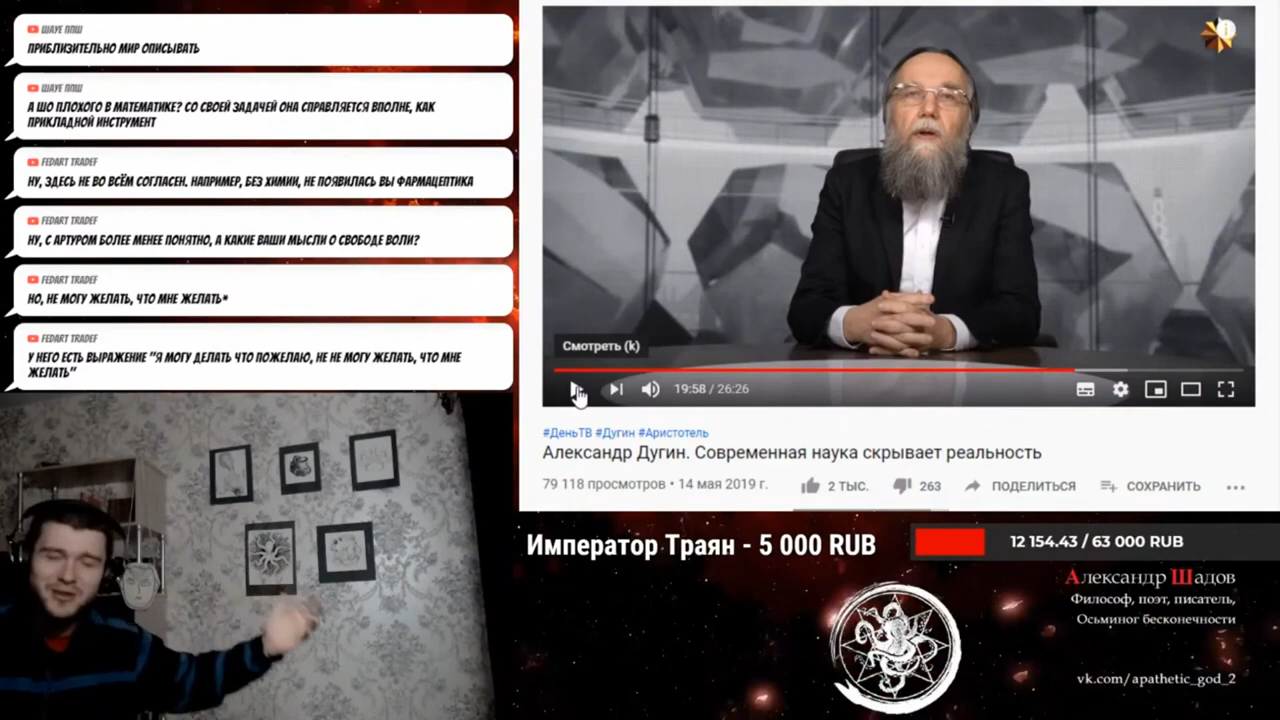 ШАУЕ ППШ
ПРИБЛИЗИТЕЛЬНО МИР ОПИСЫВАТЬ
ШАУЕ ППШ
А ШО ПЛОХОГО В МАТЕМАТИКЕ? СО СВОЕЙ ЗАДАЧЕЙ ОНА СПРАВЛЯЕТСЯ ВПОЛНЕ, КАК
ПРИКЛАДНОЙ ИНСТРУМЕНТ
FEDART TRADEF
НУ, ЗДЕСЬ НЕ ВО ВСЁМ СОГЛАСЕН. НАПРИМЕР, БЕЗ ХИМИИ, НЕ ПОЯВИЛАСЬ ВЫ ФАРМАЦЕПТИКА
FEDART TRADEF
НУ, С АРТУРОМ БОЛЕЕ МЕНЕЕ ПОНЯТНО, А КАКИЕ ВАШИ МЫСЛИ О СВОБОДЕ ВОЛИ?
FEDART TRADEF
НО, НЕ МОГУ ЖЕЛАТЬ, ЧТО МНЕ ЖЕЛАТЬ*
FEDART TRADEF
У НЕГО ЕСТЬ ВЫРАЖЕНИЕ "Я МОГУ ДЕЛАТЬ ЧТО ПОЖЕЛАЮ, НЕ НЕ МОГУ ЖЕЛАТЬ, ЧТО МНЕ
ЖЕЛАТЬ"
Смотреть (k)
19:58 / 26:26
#ДеньТВ #Дугин #Аристотель
Александр Дугин. Современная наука скрывает реальность
79 118 просмотров • 14 мая 2019 г.
2 ТЫС.
263
ПОДЕЛИТЬСЯ
СОХРАНИТЬ
Император Траян - 5 000 RUB
12 154.43 / 63 000 RUB
Александр Шадов
Философ, поэт, писатель,
Осьминог бесконечности
vk.com/apathetic_god_2